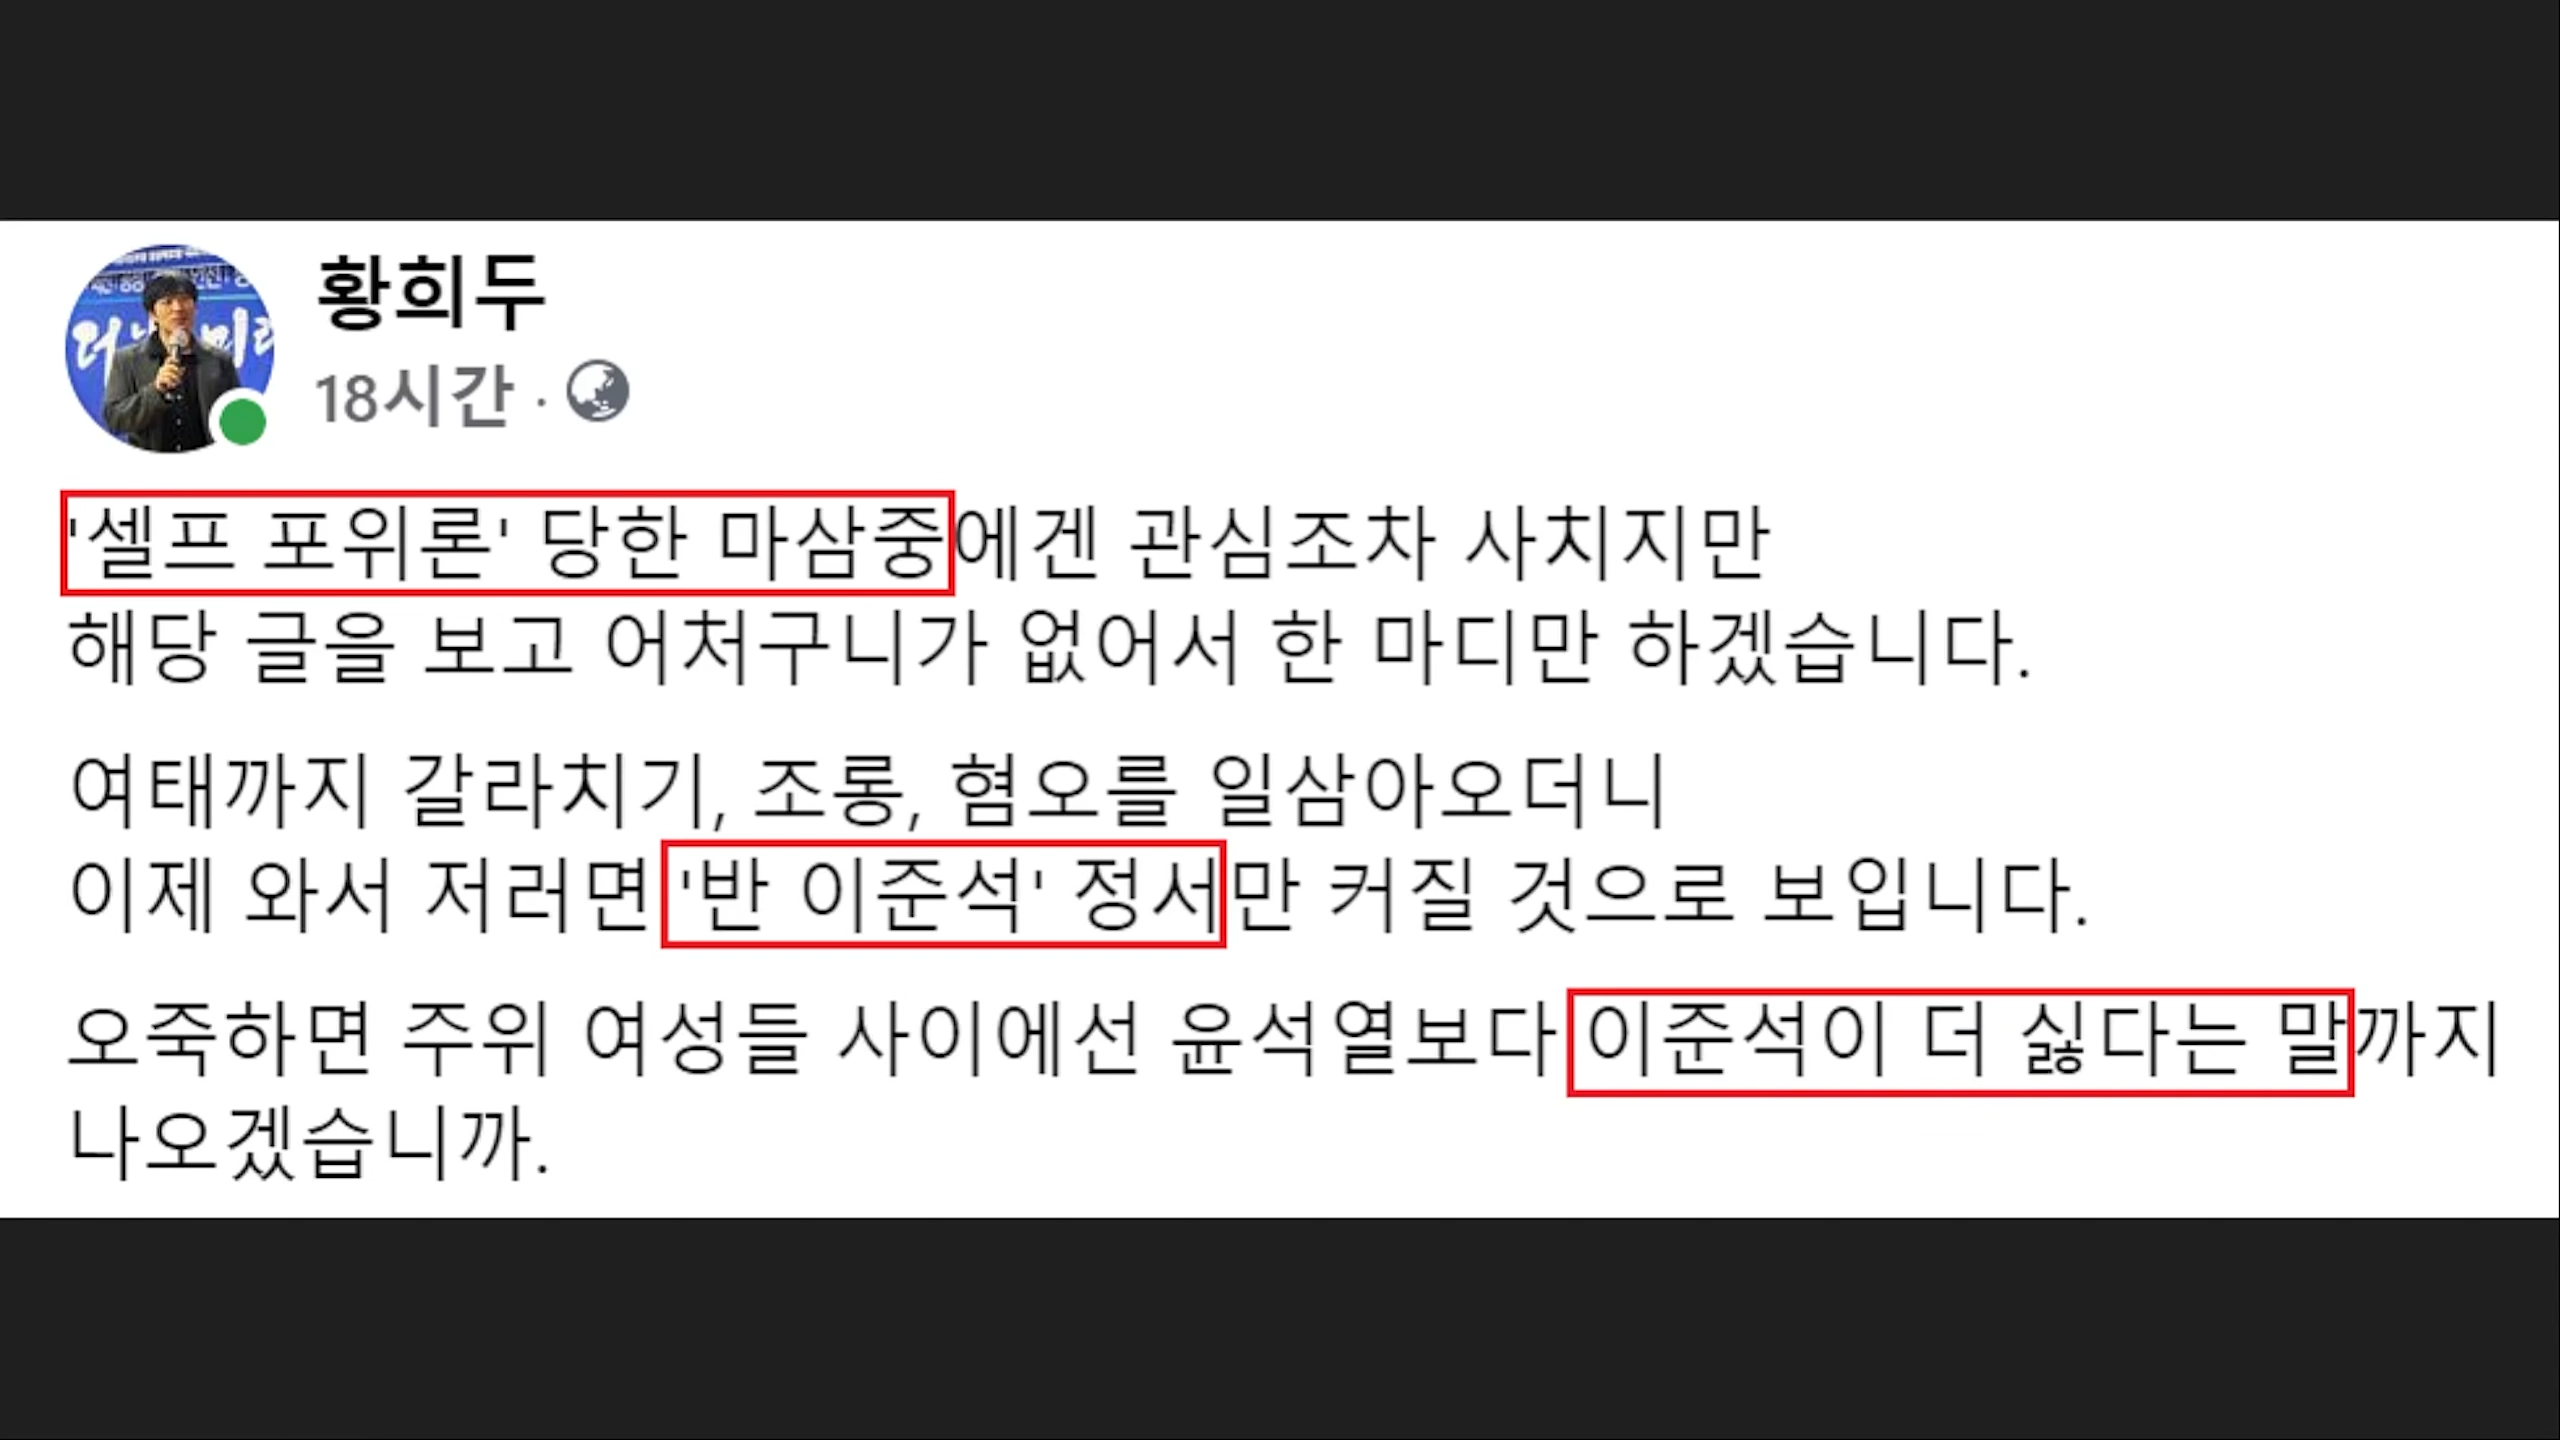 황희두
18시간 ·
'셀프 포위론' 당한 마삼중에겐 관심조차 사치지만
해당 글을 보고 어처구니가 없어서 한 마디만 하겠습니다.
여태까지 갈라치기, 조롱, 혐오를 일삼아오더니
이제 와서 저러면 '반 이준석' 정서만 커질 것으로 보입니다.
오죽하면 주위 여성들 사이에선 윤석열보다 이준석이 더 싫다는 말까지
나오겠습니까.